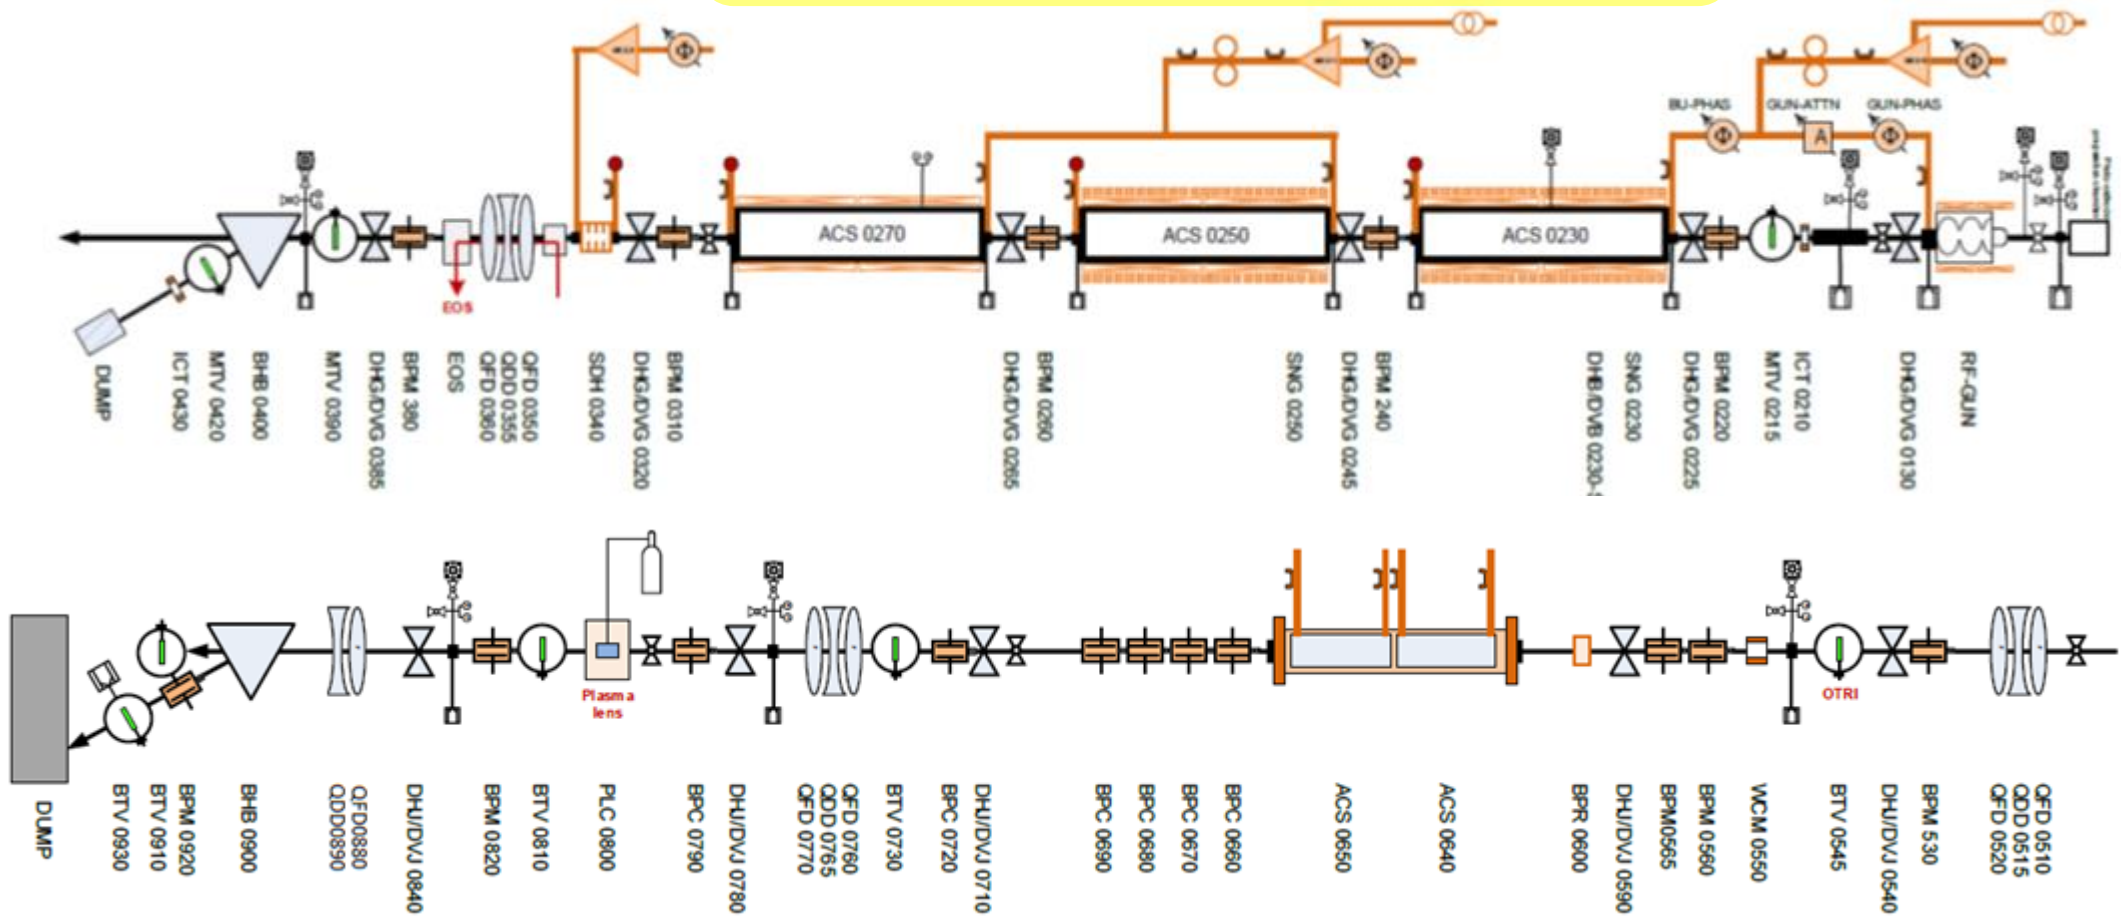 BU-PHAS
GUN-ATTN
GUN-PHAS
A
ACS 0270
ACS 0250
ACS 0230
EOS
DUMP
ICT 0430
MTV 0420
BHB 0400
MTV 0390
DHG/DVG 0385
BPM 380
EOS
QFD 0360
QDD 0355
QFD 0350
SDH 0340
DHG/DVG 0320
BPM 0310
DHG/DVG 0265
BPM 0260
SNG 0250
DHG/DVG 0245
BPM 240
DHB/DVB 0230-
SNG 0230
DHG/DVG 0225
BPM 0220
MTV 0215
ICT 0210
DHG/DVG 0130
RF-GUN
Plasma
lens
OTRI
DUMP
BTV 0930
BTV 0910
BPM 0920
BHB 0900
QDD0890
QFD0880
DHJ/DVJ 0840
BPM 0820
BTV 0810
PLC 0800
BPC 0790
DHJ/DVJ 0780
QFD 0770
QDD 0765
QFD 0760
BTV 0730
BPC 0720
DHJ/DVJ 0710
BPC 0690
BPC 0680
BPC 0670
BPC 0660
ACS 0650
ACS 0640
BPR 0600
DHJ/DVJ 0590
BPM0565
BPM 0560
WCM 0550
BTV 0545
DHJ/DVJ 0540
BPM 530
QFD 0520
QDD 0515
QFD 0510